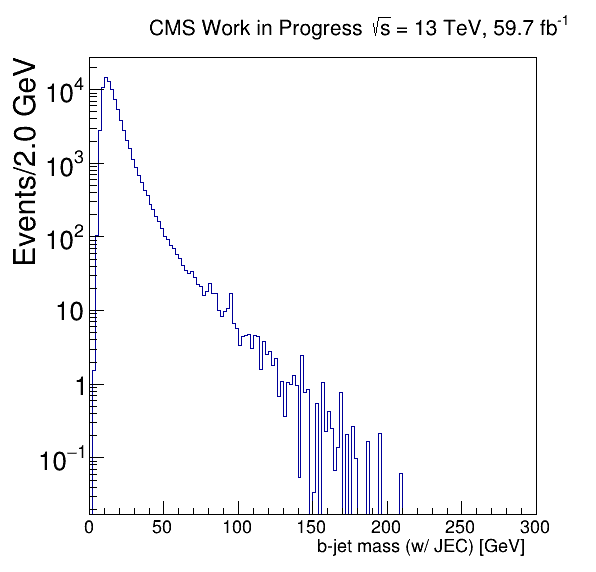 CMS Work in Progress √s = 13 TeV, 59.7 fb⁻¹
Events/2.0 GeV
10⁴
10³
10²
10
1
10⁻¹
0 50 100 150 200 250 300
b-jet mass (w/ JEC) [GeV]